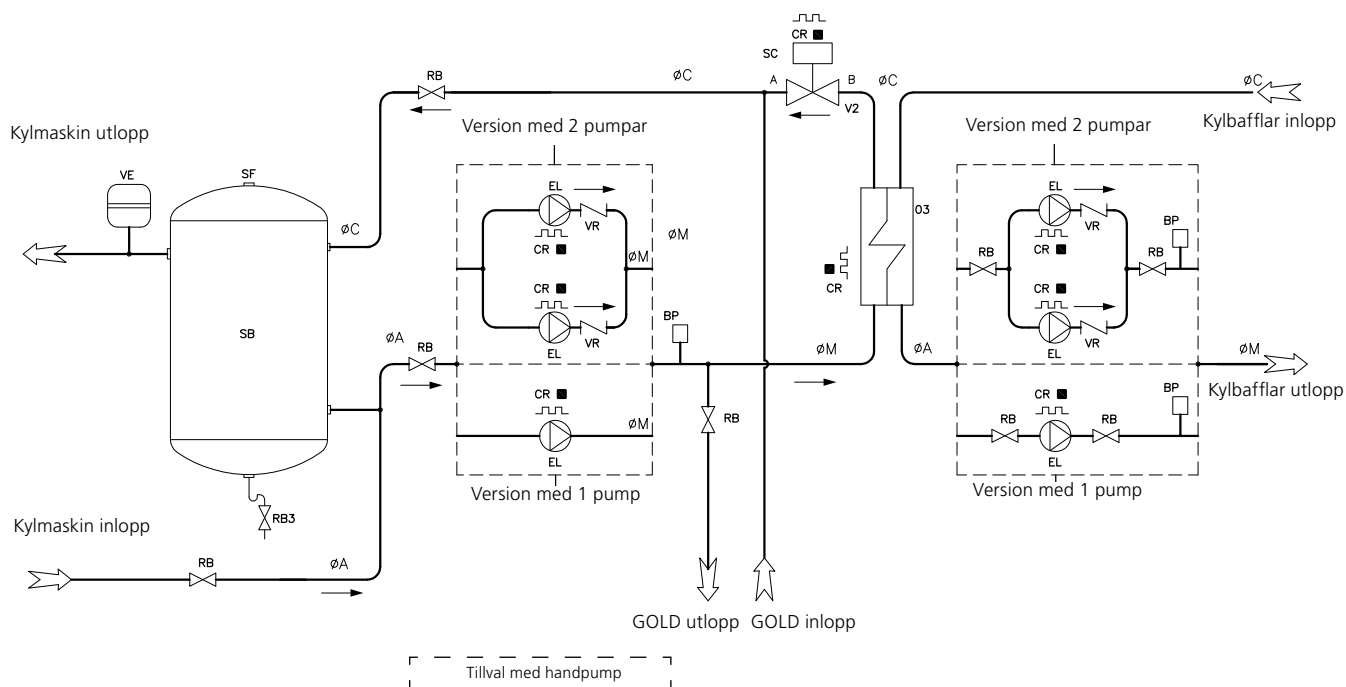 CR
SC
A
B
V2
RB
øC
øC
øC
Kylbafflar inlopp
Kylmaskin utlopp
Version med 2 pumpar
Version med 2 pumpar
VE
SF
EL
VR
CR
øM
øC
øM
CR
EL
VR
03
CR
EL
VR
CR
BP
RB
RB
CR
EL
VR
SB
øA
RB
BP
øM
øA
øM
Kylbafflar utlopp
CR
øM
EL
RB
CR
RB
RB
BP
EL
Version med 1 pump
Version med 1 pump
RB3
Kylmaskin inlopp
RB
øA
GOLD utlopp
GOLD inlopp
Tillval med handpump